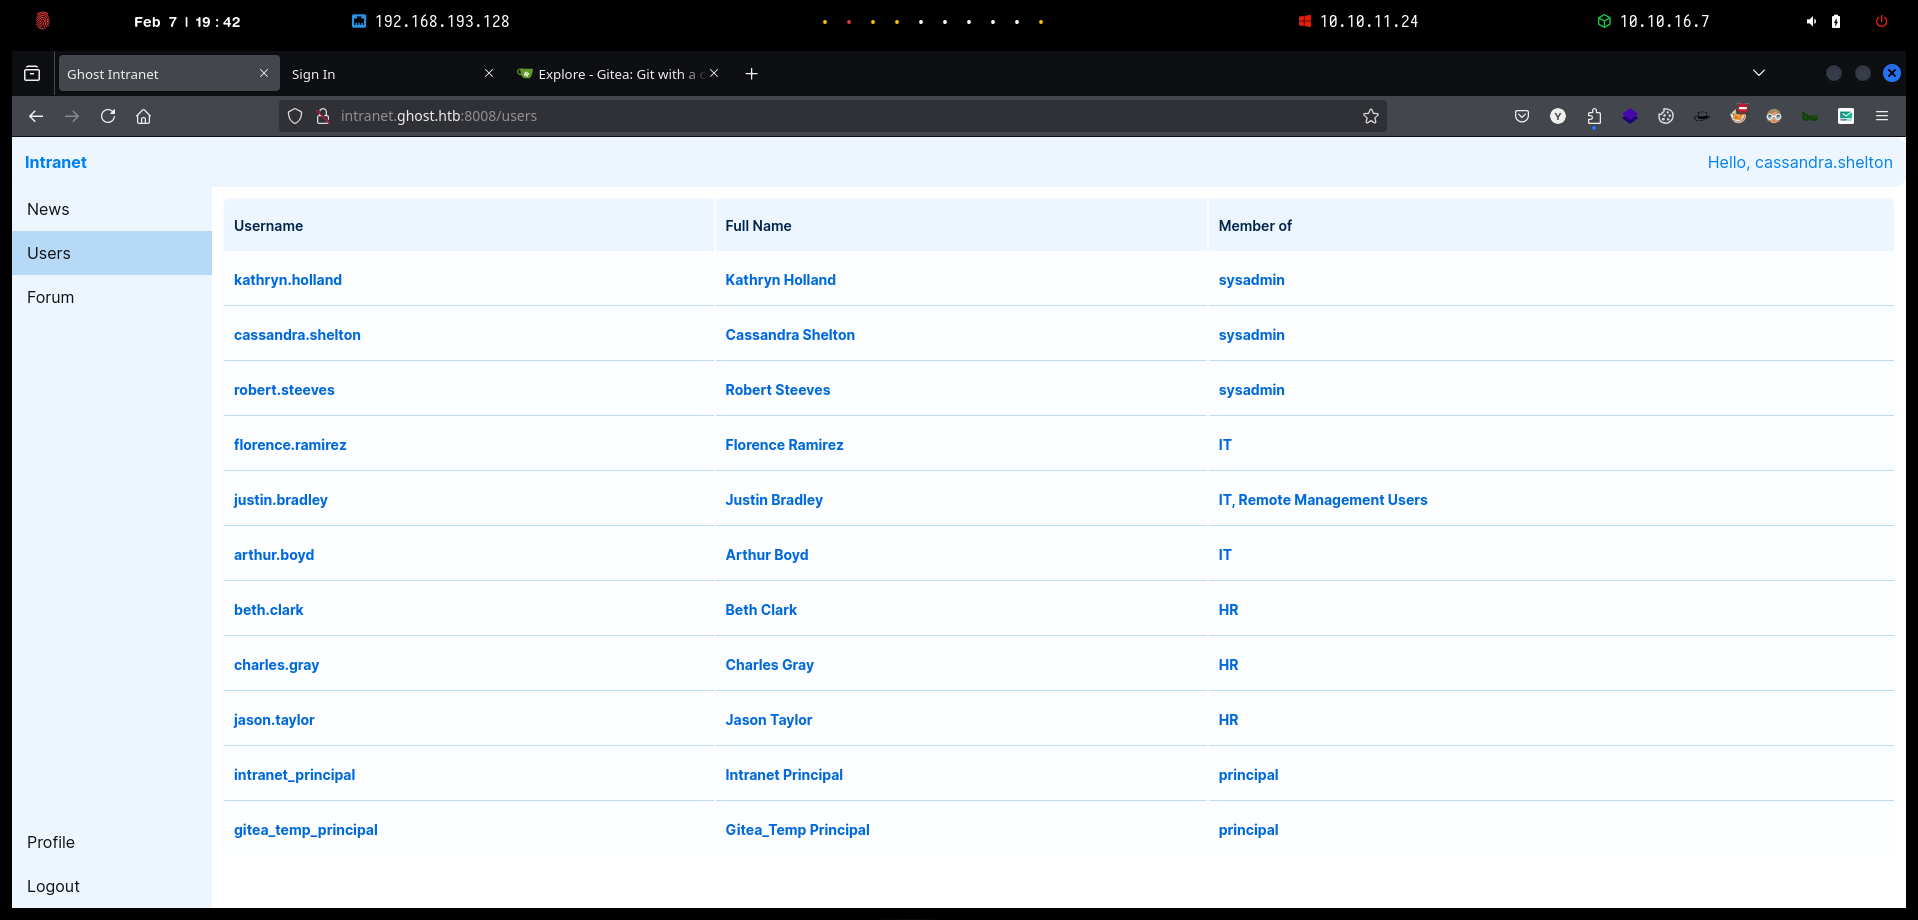 Feb 7 | 19 : 42 192.168.193.128 10.10.11.24 10.10.16.7
Ghost Intranet Sign In Explore - Gitea: Git with a c
intranet.ghost.htb:8008/users
Intranet Hello, cassandra.shelton
News
Users
Forum
Username Full Name Member of
kathryn.holland Kathryn Holland sysadmin
cassandra.shelton Cassandra Shelton sysadmin
robert.steeves Robert Steeves sysadmin
florence.ramirez Florence Ramirez IT
justin.bradley Justin Bradley IT, Remote Management Users
arthur.boyd Arthur Boyd IT
beth.clark Beth Clark HR
charles.gray Charles Gray HR
jason.taylor Jason Taylor HR
intranet_principal Intranet Principal principal
gitea_temp_principal Gitea_Temp Principal principal
Profile
Logout